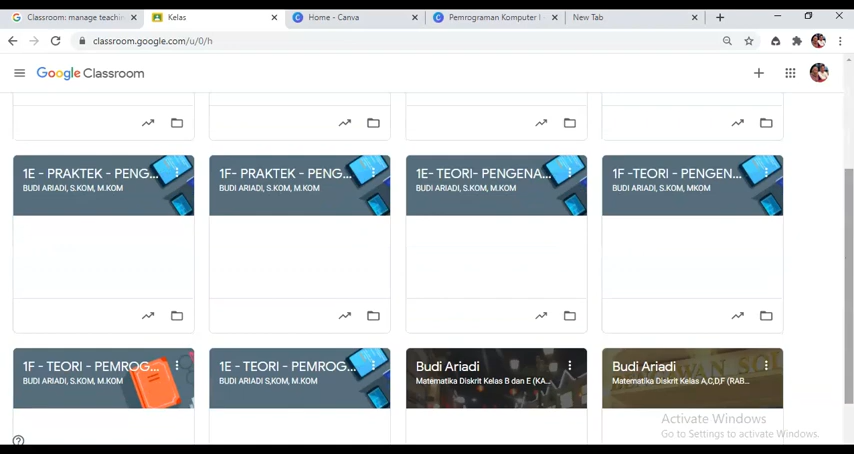 Classroom: manage teachin
Kelas
Home - Canva
Pemrograman Komputer I -
New Tab
classroom.google.com/u/0/h
Google Classroom
1E - PRAKTEK - PENG...
BUDI ARIADI, S.KOM, M.KOM
1F- PRAKTEK - PENG...
BUDI ARIADI, S.KOM, M.KOM
1E- TEORI- PENGENA...
BUDI ARIADI, S.KOM, M.KOM
1F -TEORI - PENGEN...
BUDI ARIADI, S.KOM, MKOM
1F - TEORI - PEMROG...
BUDI ARIADI, S.KOM, M.KOM
1E - TEORI - PEMROG...
BUDI ARIADI S,KOM, M.KOM
Budi Ariadi
Matematika Diskrit Kelas B dan E (KA...
Budi Ariadi
Matematika Diskrit Kelas A,C,D,F (RAB...
Activate Windows
Go to Settings to activate Windows.